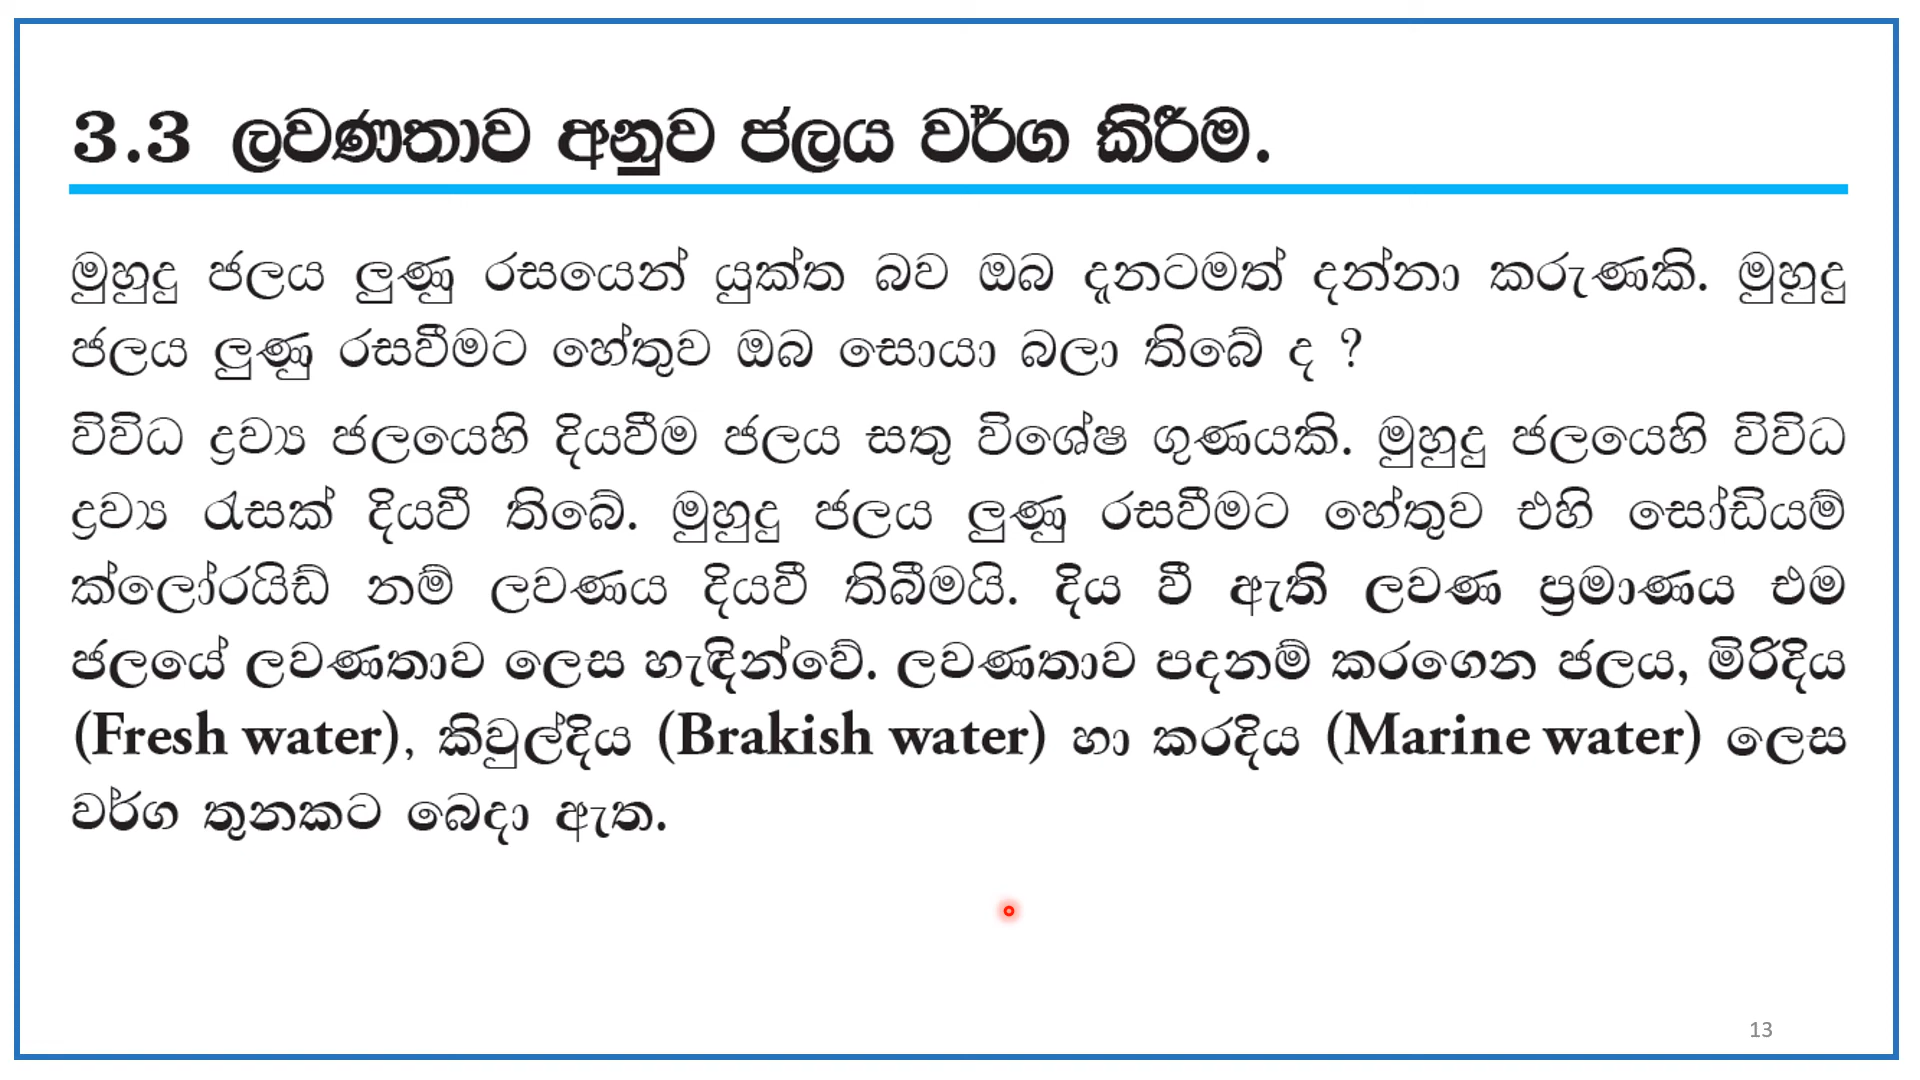 3.3 ලවණතාව අනුව ජලය වර්ග කිරීම.
මුහුදු ජලය ලුණු රසයෙන් යුක්ත බව ඔබ දැනටමත් දන්නා කරුණකි. මුහුදු
ජලය ලුණු රසවීමට හේතුව ඔබ සොයා බලා තිබේ ද ?
විවිධ ද්‍රව්‍ය ජලයෙහි දියවීම ජලය සතු විශේෂ ගුණයකි. මුහුදු ජලයෙහි විවිධ
ද්‍රව්‍ය රැසක් දියවී තිබේ. මුහුදු ජලය ලුණු රසවීමට හේතුව එහි සෝඩියම්
ක්ලෝරයිඩ් නම් ලවණය දියවී තිබීමයි. දිය වී ඇති ලවණ ප්‍රමාණය එම
ජලයේ ලවණතාව ලෙස හැඳින්වේ. ලවණතාව පදනම් කරගෙන ජලය, මිරිදිය
(Fresh water), කිවුල්දිය (Brakish water) හා කරදිය (Marine water) ලෙස
වර්ග තුනකට බෙදා ඇත.
13